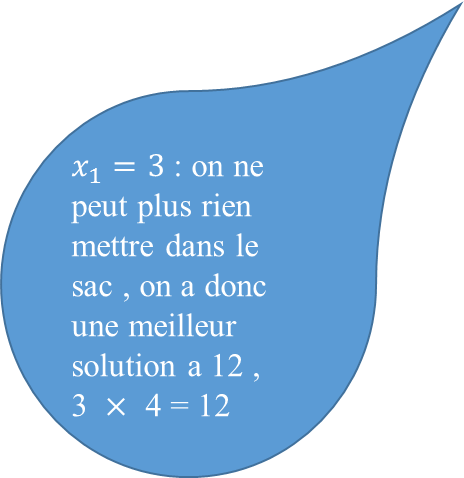 𝑥₁ = 3 : on ne
peut plus rien
mettre dans le
sac , on a donc
une meilleur
solution a 12 ,
3 × 4 = 12